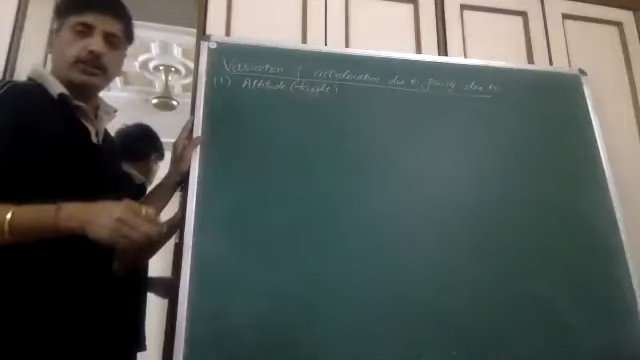 Variation of acceleration due to gravity due to
(1) Altitude (height)